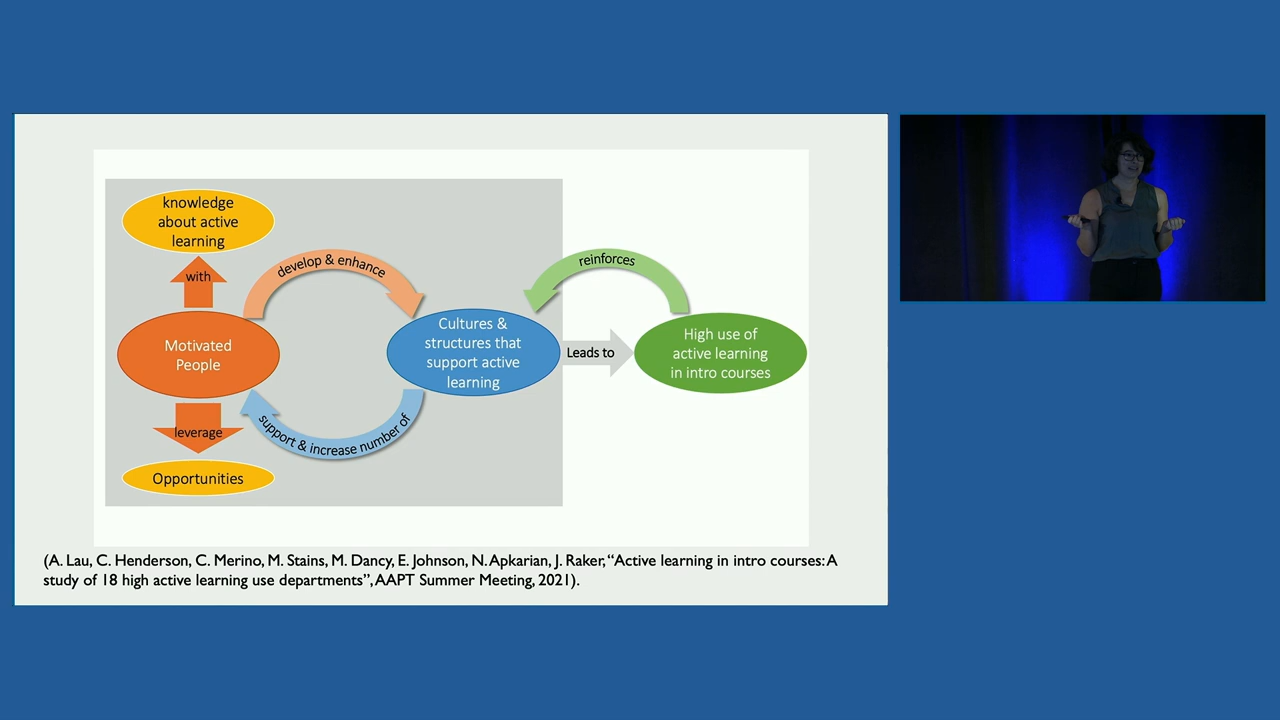 knowledge
about active
learning
with
develop & enhance
reinforces
Motivated
People
Cultures &
structures that
support active
learning
Leads to
High use of
active learning
in intro courses
leverage
support & increase number of
Opportunities
(A. Lau, C. Henderson, C. Merino, M. Stains, M. Dancy, E. Johnson, N. Apkarian, J. Raker, “Active learning in intro courses: A
study of 18 high active learning use departments”, AAPT Summer Meeting, 2021).